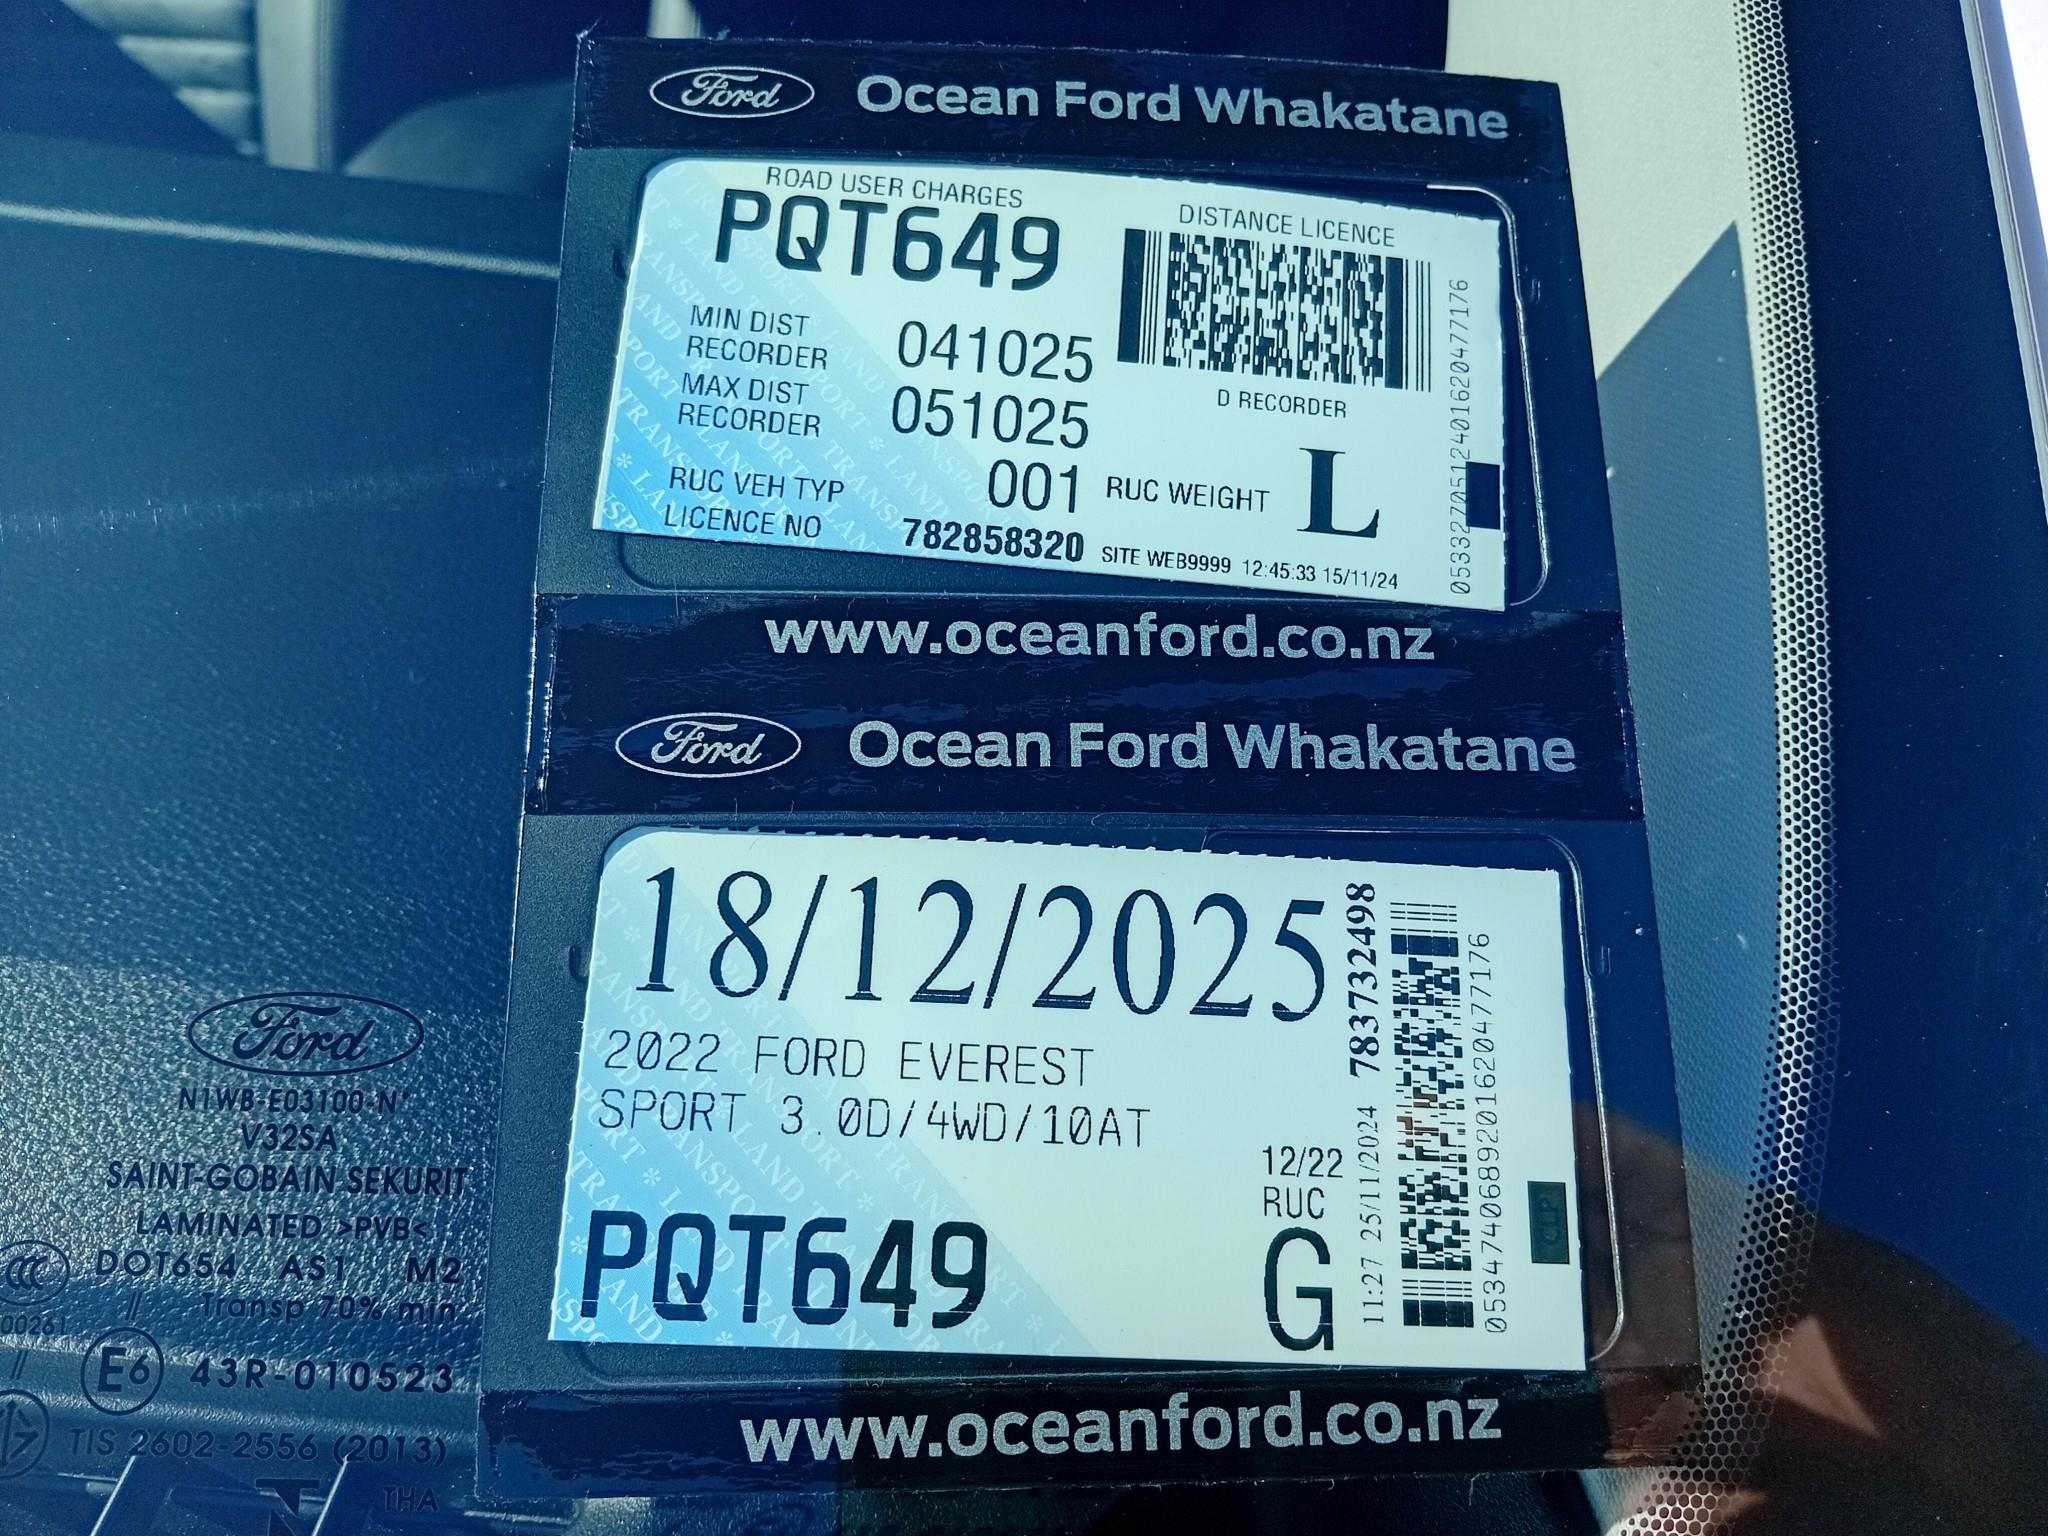 Ford Ocean Ford Whakatane
ROAD USER CHARGES
PQT649
DISTANCE LICENCE
MIN DIST RECORDER 041025
MAX DIST RECORDER 051025
D RECORDER
RUC VEH TYP 001 RUC WEIGHT L
LICENCE NO 782858320 SITE WEB9999 12:45:33 15/11/24
0533270512401620477176
www.oceanford.co.nz
Ford Ocean Ford Whakatane
18/12/2025
2022 FORD EVEREST
SPORT 3.0D/4WD/10AT
12/22
RUC
G
PQT649
11:27 25/11/2024 783732498
0534740689201620477176
CLP
www.oceanford.co.nz
Ford
N1WB-E03100-N
V32SA
SAINT-GOBAIN SEKURIT
LAMINATED >PVB<
DOT654 AS1 M2
// Transp 70% min
00261
E6 43R-010523
TIS 2602-2556 (2013)
THA